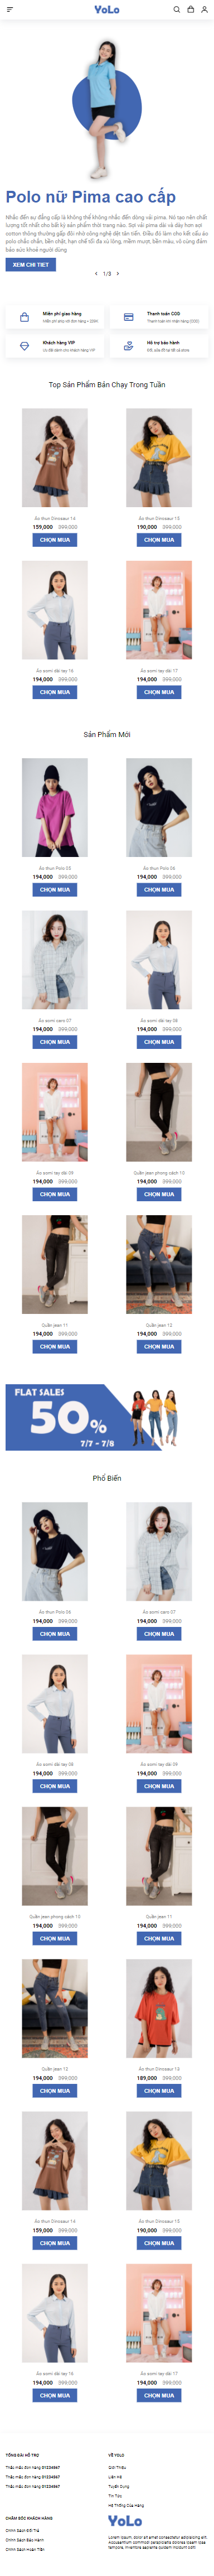 YoLo
Polo nữ Pima cao cấp
Nhắc đến áo đẳng cấp là không thể không nhắc đến dòng vải pima. Nó tạo nên chất
lượng tốt nhất cho bất kỳ sản phẩm thời trang nào. Sợi vải pima dài và dày hơn sợi
cotton thông thường gấp đôi nhờ công nghệ dệt tân tiến. Điều đó làm cho kết cấu áo
polo chắc chắn, bền chặt, hạn chế tối đa xù lông, mềm mượt, bền màu, vô cùng đảm
bảo sức khoẻ người dùng
XEM CHI TIẾT
1/3
Miễn phí giao hàng
Thanh toán COD
Thanh toán khi nhận hàng (COD)
Khách hàng VIP
Ưu đãi dành cho khách hàng VIP
Hỗ trợ bảo hành
Đổi, sửa đồ tại tất cả store
Top Sản Phẩm Bán Chạy Trong Tuần
Áo thun Dinosaur 14
159,000 399,000
CHỌN MUA
Áo thun Dinosaur 15
190,000 399,000
CHỌN MUA
Áo sơmi dài tay 16
194,000 399,000
CHỌN MUA
Áo sơmi tay dài 17
194,000 399,000
CHỌN MUA
Sản Phẩm Mới
Áo thun Polo 05
194,000 399,000
CHỌN MUA
Áo thun Polo 06
194,000 399,000
CHỌN MUA
Áo sơmi caro 07
194,000 399,000
CHỌN MUA
Áo sơmi dài tay 08
194,000 399,000
CHỌN MUA
Áo sơmi tay dài 09
194,000 399,000
CHỌN MUA
Quần jean phong cách 10
194,000 399,000
CHỌN MUA
Quần jean 11
194,000 399,000
CHỌN MUA
Quần jean 12
194,000 399,000
CHỌN MUA
FLAT SALES
50%
7/7 - 7/8
Phổ Biến
Áo thun Polo 06
194,000 399,000
CHỌN MUA
Áo sơmi caro 07
194,000 399,000
CHỌN MUA
Áo sơmi dài tay 08
194,000 399,000
CHỌN MUA
Áo sơmi tay dài 09
194,000 399,000
CHỌN MUA
Quần jean phong cách 10
194,000 399,000
CHỌN MUA
Quần jean 11
194,000 399,000
CHỌN MUA
Quần jean 12
194,000 399,000
CHỌN MUA
Áo thun Dinosaur 13
189,000 399,000
CHỌN MUA
Áo thun Dinosaur 14
159,000 399,000
CHỌN MUA
Áo thun Dinosaur 15
190,000 399,000
CHỌN MUA
Áo sơmi dài tay 16
194,000 399,000
CHỌN MUA
Áo sơmi tay dài 17
194,000 399,000
CHỌN MUA
TỔNG ĐÀI HỖ TRỢ
Thắc mắc đơn hàng 01234567
Thắc mắc đơn hàng 01234567
Thắc mắc đơn hàng 01234567
VỀ YOLO
Giới Thiệu
Liên Hệ
Tuyển Dụng
Tin Tức
Hệ Thống Cửa Hàng
CHĂM SÓC KHÁCH HÀNG
Chính Sách Đổi Trả
Chính Sách Bảo Hành
Chính Sách Hoàn Tiền
YoLo
Lorem ipsum, dolor sit amet consectetur adipisicing elit.